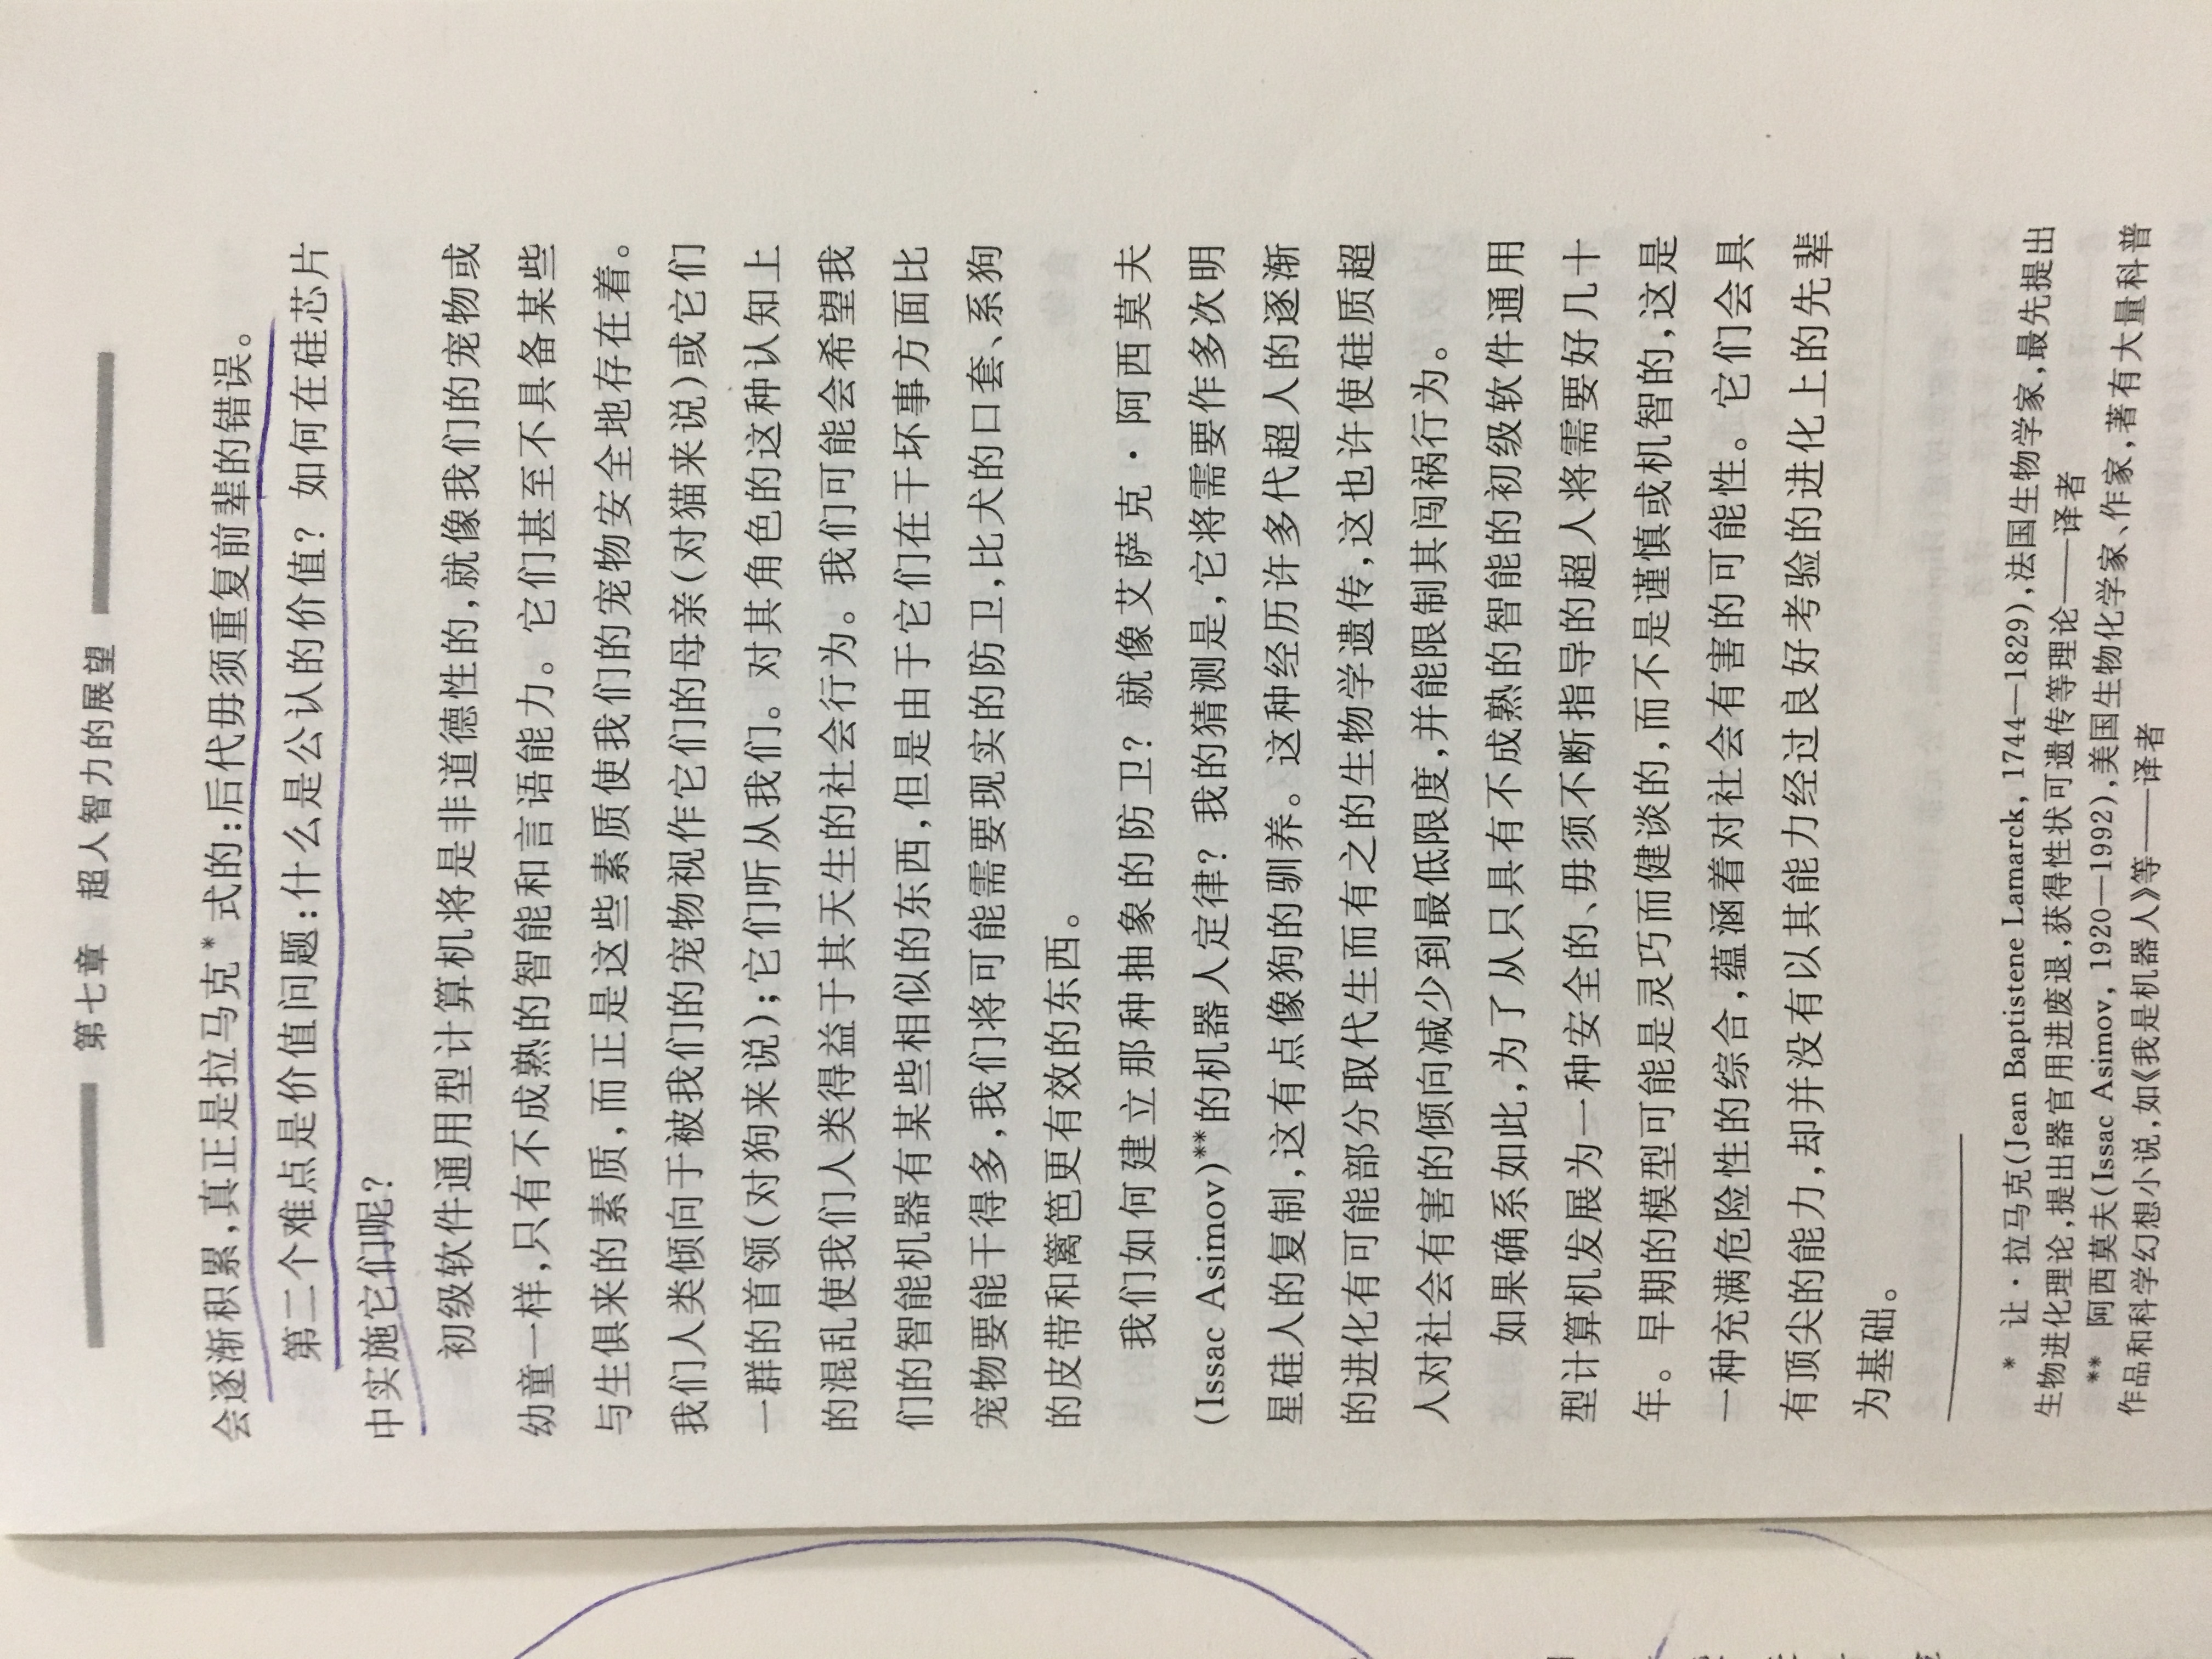 第七章 超人智力的展望
会逐渐积累,真正是拉马克*式的:后代毋须重复前辈的错误。
第二个难点是价值问题:什么是公认的价值? 如何在硅芯片
中实施它们呢?
初级软件通用型计算机将是非道德性的,就像我们的宠物或
幼童一样,只有不成熟的智能和言语能力。它们甚至不具备某些
与生俱来的素质,而正是这些素质使我们的宠物安全地存在着。
我们人类倾向于被我们的宠物视作它们的母亲(对猫来说)或它们
一群的首领(对狗来说);它们听从我们。对其角色的这种认知上
的混乱使我们人类得益于其天生的社会行为。我们可能会希望我
们的智能机器有某些相似的东西,但是由于它们在干坏事方面比
宠物要能干得多,我们将可能需要现实的防卫,比犬的口套、系狗
的皮带和篱笆更有效的东西。
我们如何建立那种抽象的防卫? 就像艾萨克·阿西莫夫
(Issac Asimov)**的机器人定律? 我的猜测是,它将需要作多次明
星硅人的复制,这有点像狗的驯养。这种经历许多代超人的逐渐
的进化有可能部分取代生而有之的生物学遗传,这也许使硅质超
人对社会有害的倾向减少到最低限度,并能限制其闯祸行为。
如果确系如此,为了从只具有不成熟的智能的初级软件通用
型计算机发展为一种安全的、毋须不断指导的超人将需要好几十
年。早期的模型可能是灵巧而健谈的,而不是谨慎或机智的,这是
一种充满危险性的综合,蕴涵着对社会有害的可能性。它们会具
有顶尖的能力,却并没有以其能力经过良好考验的进化上的先辈
为基础。
* 让·拉马克(Jean Baptistene Lamarck, 1744—1829),法国生物学家,最先提出
生物进化理论,提出器官用进废退,获得性状可遗传等理论——译者
** 阿西莫夫(Issac Asimov, 1920—1992),美国生物化学家、作家,著有大量科普
作品和科学幻想小说,如《我是机器人》等——译者